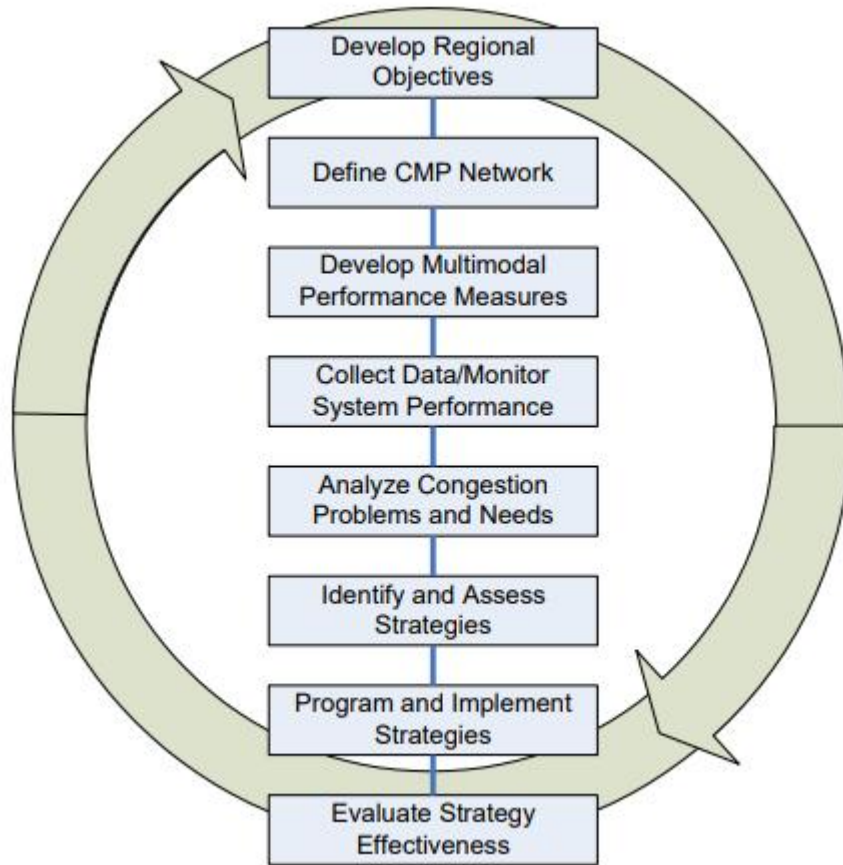 Develop Regional
Objectives
Define CMP Network
Develop Multimodal
Performance Measures
Collect Data/Monitor
System Performance
Analyze Congestion
Problems and Needs
Identify and Assess
Strategies
Program and Implement
Strategies
Evaluate Strategy
Effectiveness